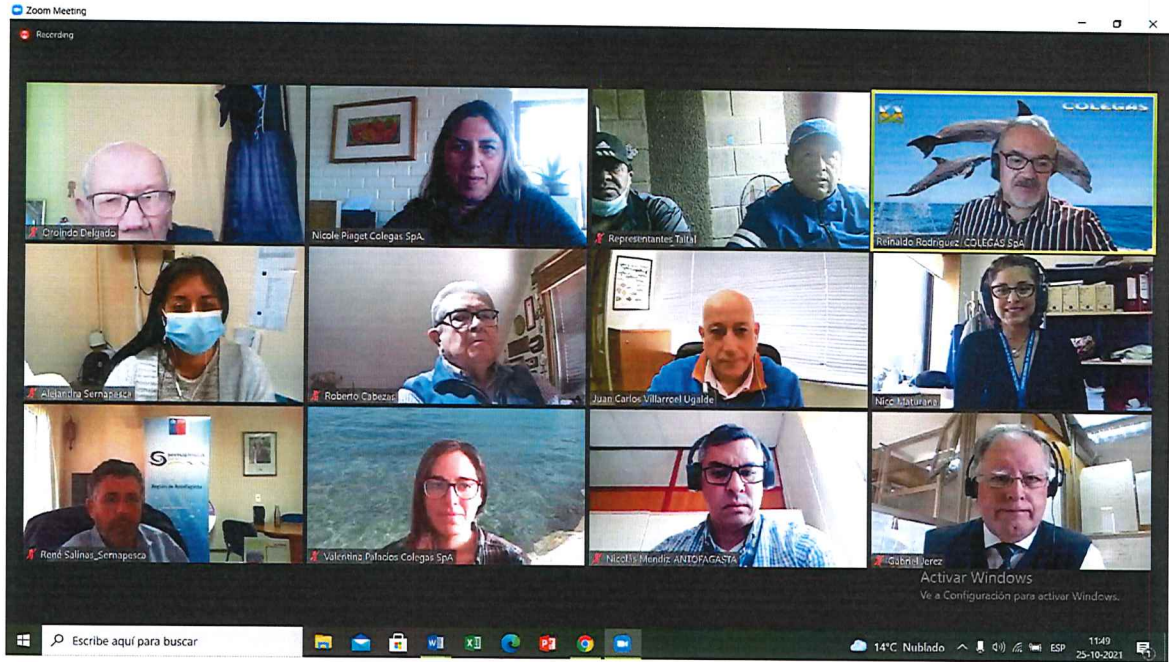 Zoom Meeting
Recording
COLEGAS
Oroindo Delgado
Nicole Piaget Colegas SpA.
Representantes Taltal
Reinaldo Rodriguez COLEGAS SpA
Alejandra Sernapesca
Roberto Cabezas
Juan Carlos Villarroel Ugalde
Nico Maturana
René Salinas_Sernapesca
Valentina Palacios Colegas SpA
Nicolás Mondiz ANTOFAGASTA
Gabriel Jerez
Activar Windows
Ve a Configuración para activar Windows.
Escribe aquí para buscar
14°C Nublado
ESP
11:49
25-10-2021